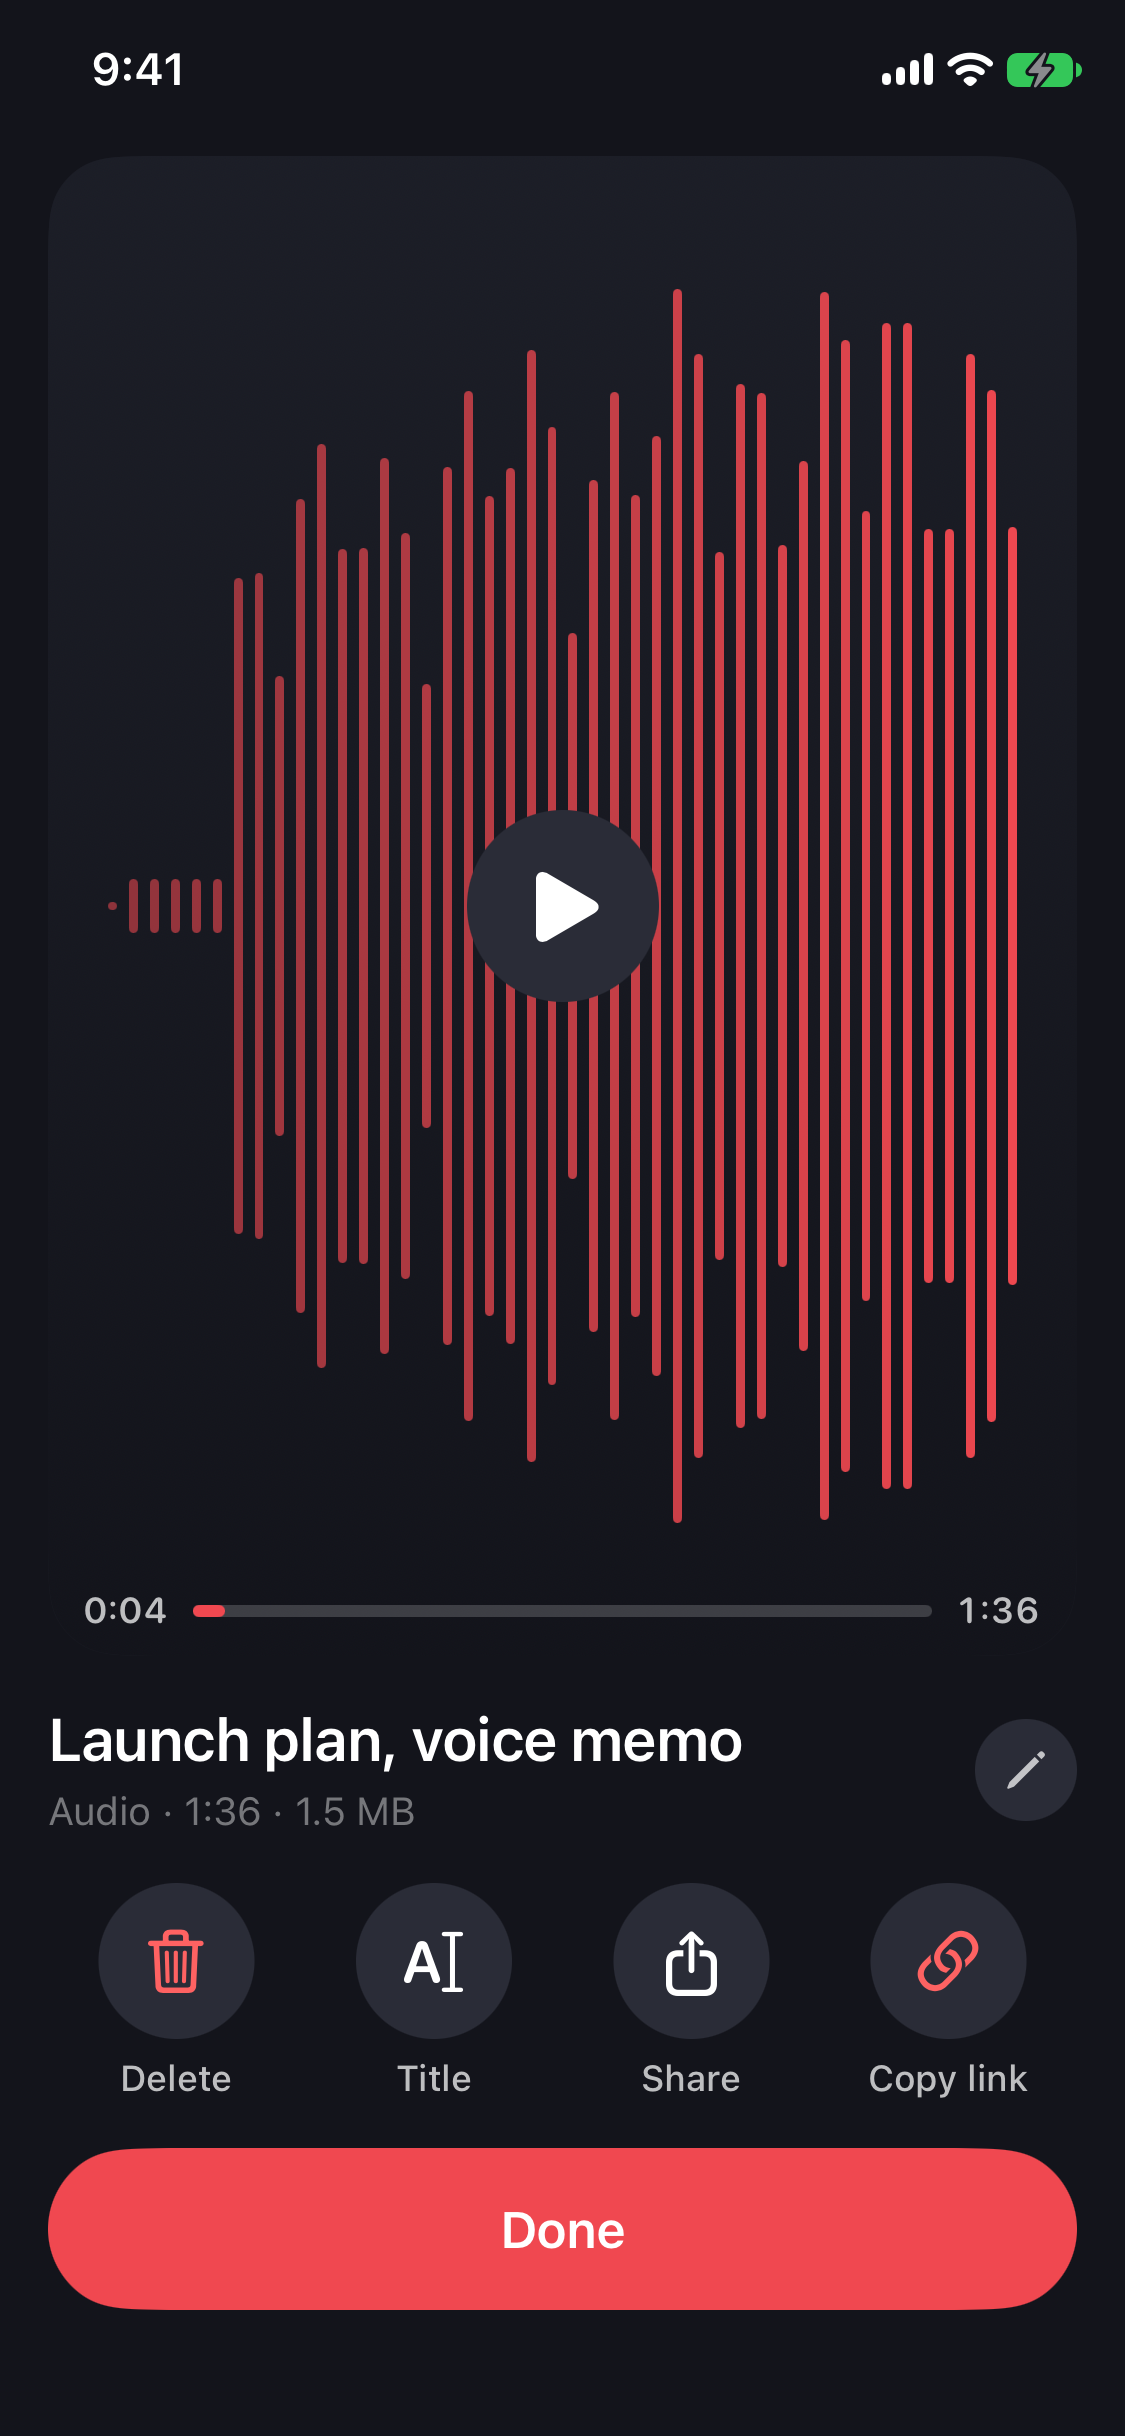 9:41
0:04
1:36
Launch plan, voice memo
Audio · 1:36 · 1.5 MB
Delete
Title
Share
Copy link
Done